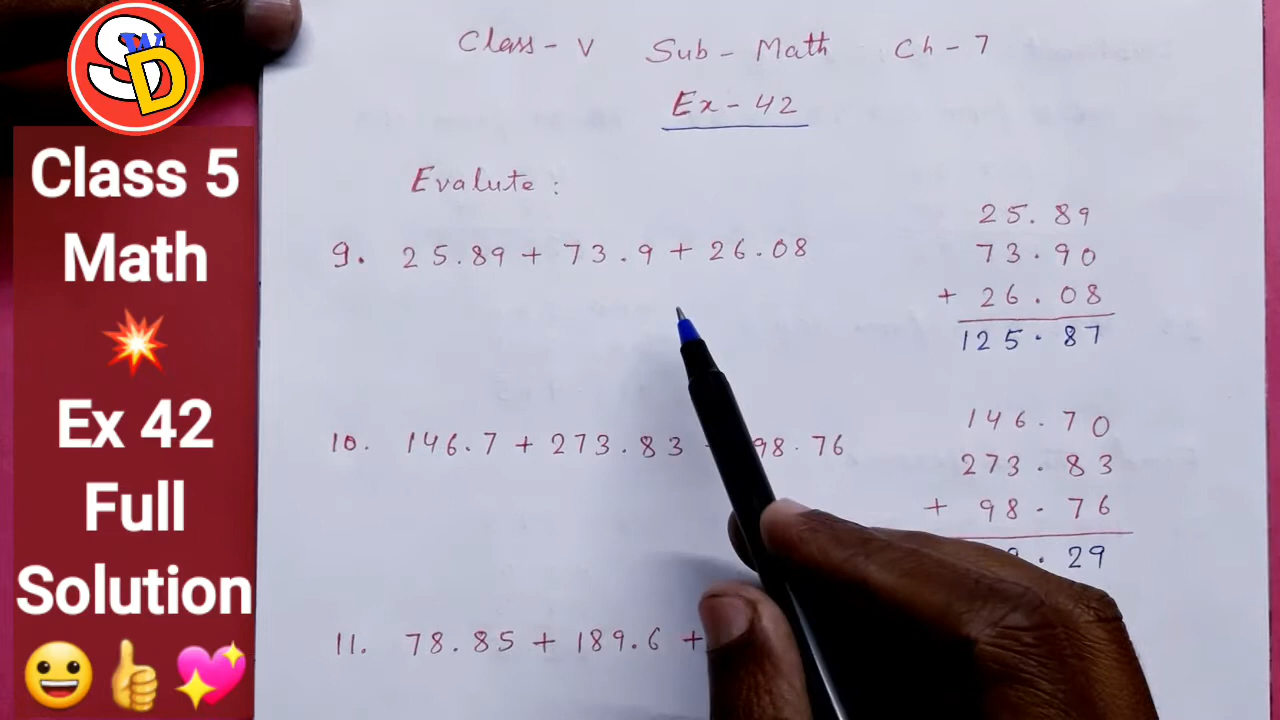 SWD
Class 5
Math
Ex 42
Full
Solution
Class - V Sub - Math Ch - 7
Ex - 42
Evalute :
9. 25.89 + 73.9 + 26.08
25.89
73.90
+ 26.08
125.87
10. 146.7 + 273.83 98.76
146.70
273.83
+ 98.76
9.29
11. 78.85 + 189.6 +